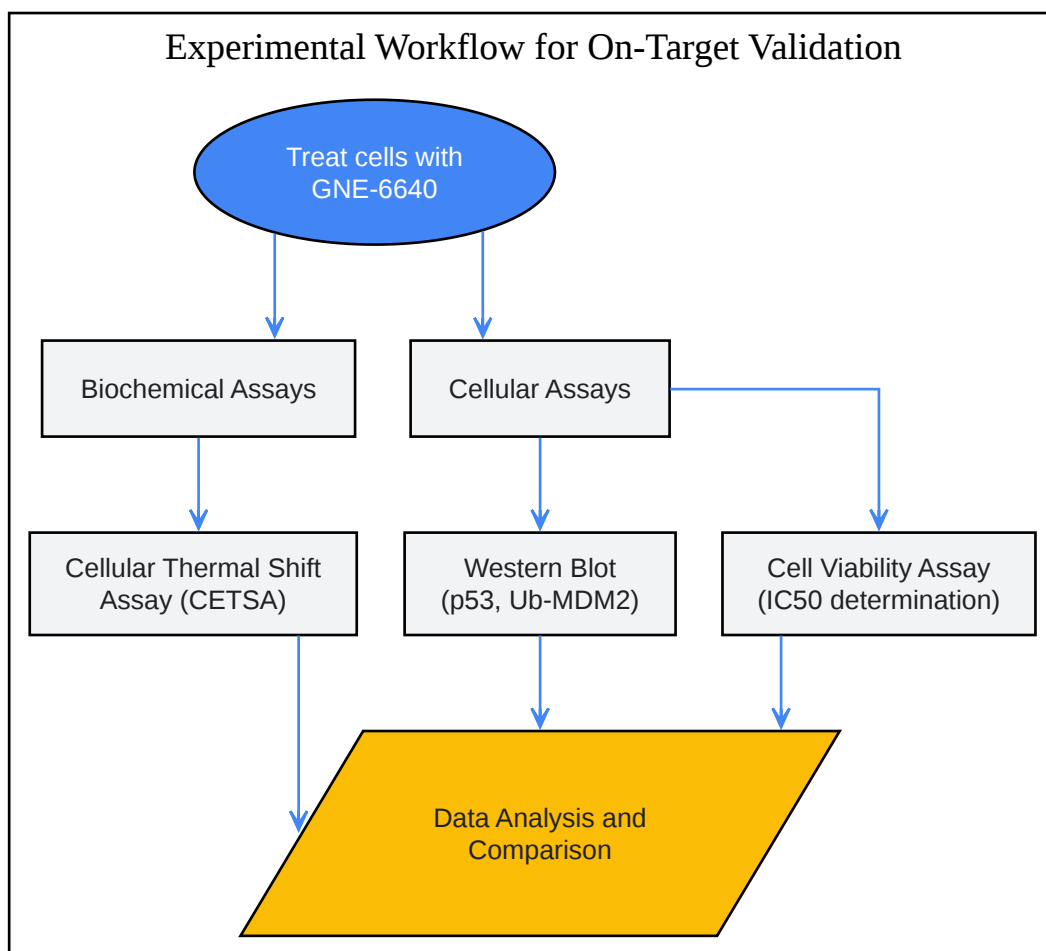 Experimental Workflow for On-Target Validation
Treat cells with
GNE-6640
Biochemical Assays
Cellular Assays
Cellular Thermal Shift
Assay (CETSA)
Western Blot
(p53, Ub-MDM2)
Cell Viability Assay
(IC50 determination)
Data Analysis and
Comparison